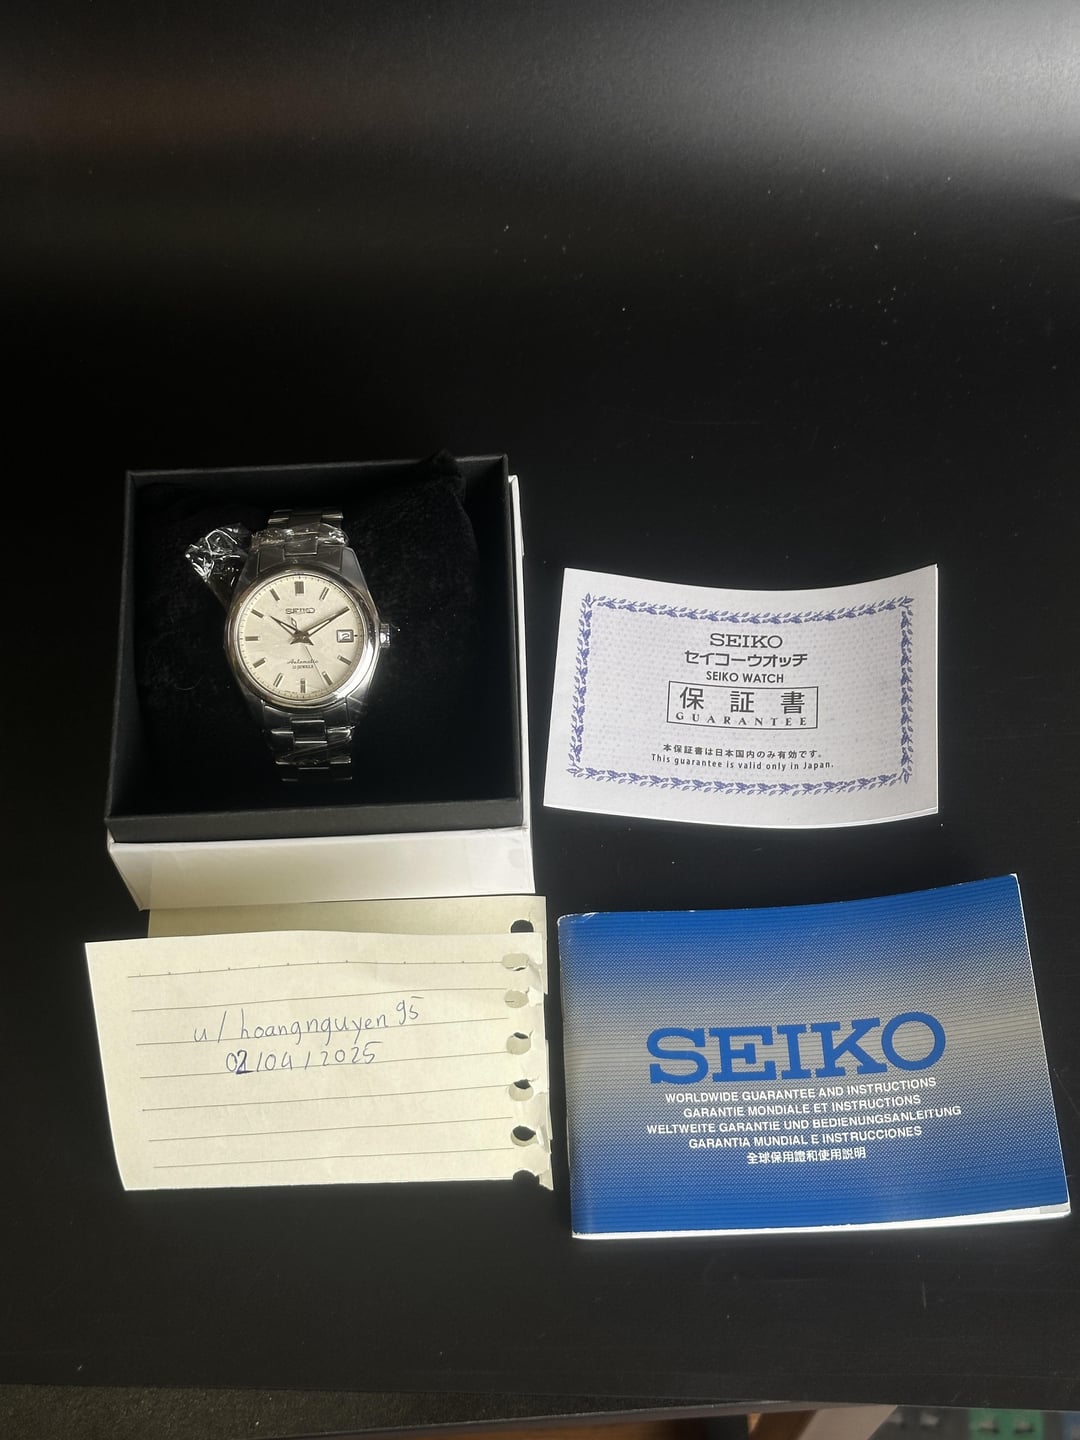 SEIKO
Automatic
2
SEIKO
セイコーウオッチ
SEIKO WATCH
保証書
GUARANTEE
本保証書は日本国内のみ有効です。
This guarantee is valid only in Japan.
u/hoangnguyen95
02/04/2025
SEIKO
WORLDWIDE GUARANTEE AND INSTRUCTIONS
GARANTIE MONDIALE ET INSTRUCTIONS
WELTWEITE GARANTIE UND BEDIENUNGSANLEITUNG
GARANTIA MUNDIAL E INSTRUCCIONES
全球保用證和使用說明